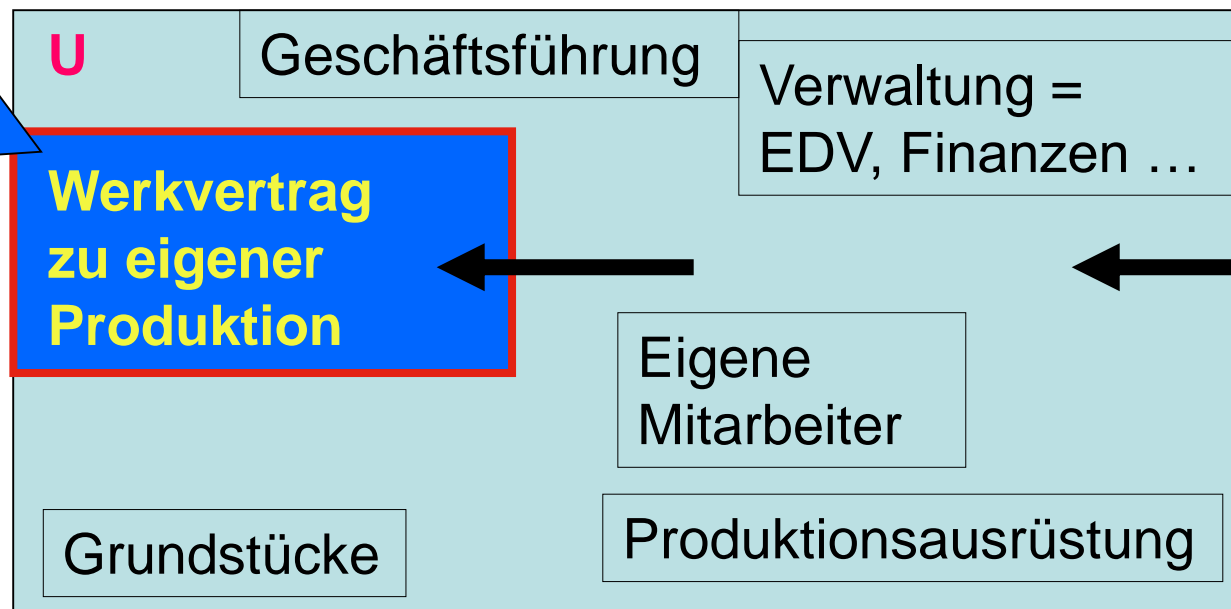 U
Geschäftsführung
Verwaltung =
EDV, Finanzen …
Werkvertrag
zu eigener
Produktion
Eigene
Mitarbeiter
Grundstücke
Produktionsausrüstung